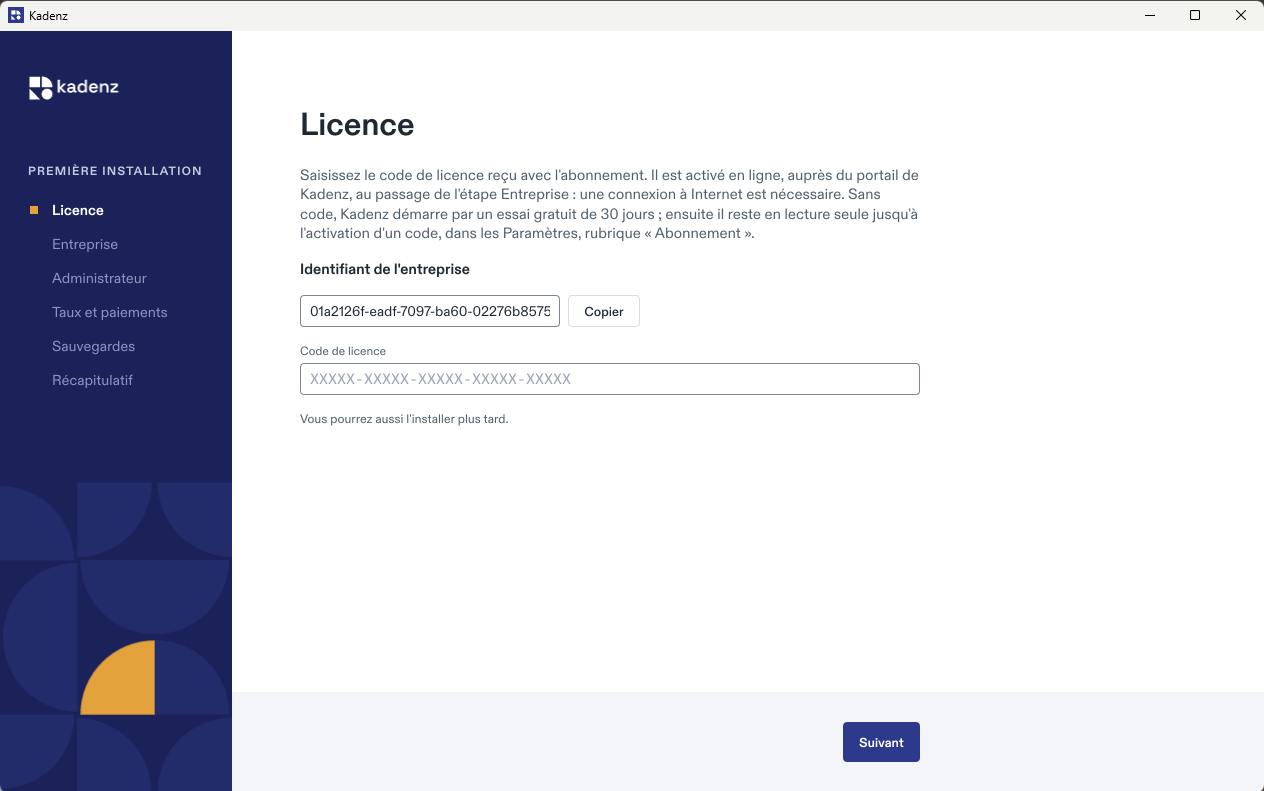 Kadenz
kadenz
PREMIÈRE INSTALLATION
Licence
Entreprise
Administrateur
Taux et paiements
Sauvegardes
Récapitulatif
Licence
Saisissez le code de licence reçu avec l'abonnement. Il est activé en ligne, auprès du portail de
Kadenz, au passage de l'étape Entreprise : une connexion à Internet est nécessaire. Sans
code, Kadenz démarre par un essai gratuit de 30 jours ; ensuite il reste en lecture seule jusqu'à
l'activation d'un code, dans les Paramètres, rubrique « Abonnement ».
Identifiant de l'entreprise
01a2126f-eadf-7097-ba60-02276b8575
Copier
Code de licence
XXXXX-XXXXX-XXXXX-XXXXX-XXXXX
Vous pourrez aussi l'installer plus tard.
Suivant